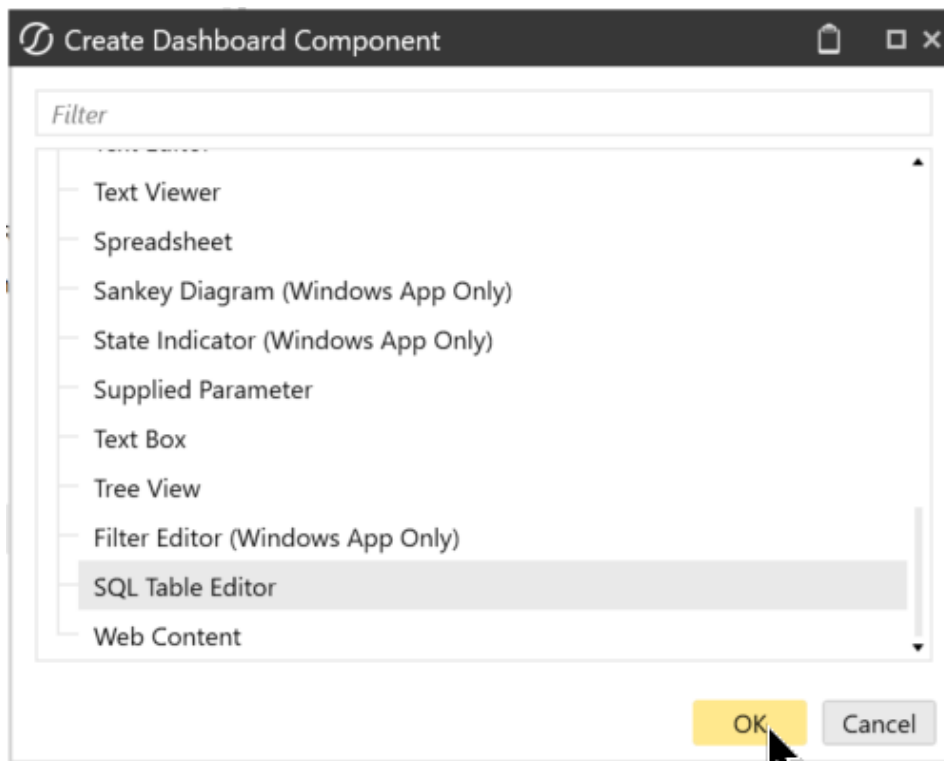 Create Dashboard Component
Filter
Text Viewer
Spreadsheet
Sankey Diagram (Windows App Only)
State Indicator (Windows App Only)
Supplied Parameter
Text Box
Tree View
Filter Editor (Windows App Only)
SQL Table Editor
Web Content
OK
Cancel